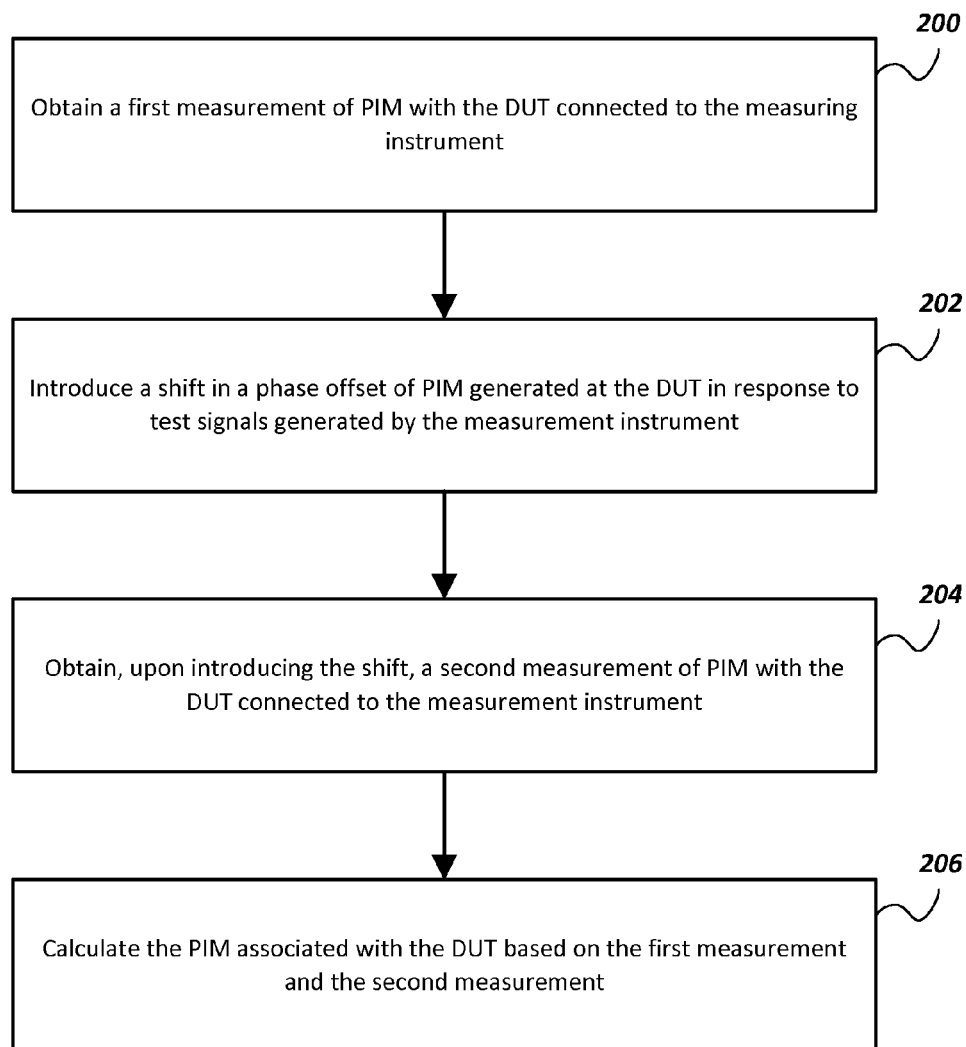 200
Obtain a first measurement of PIM with the DUT connected to the measuring
instrument
202
Introduce a shift in a phase offset of PIM generated at the DUT in response to
test signals generated by the measurement instrument
204
Obtain, upon introducing the shift, a second measurement of PIM with the
DUT connected to the measurement instrument
206
Calculate the PIM associated with the DUT based on the first measurement
and the second measurement